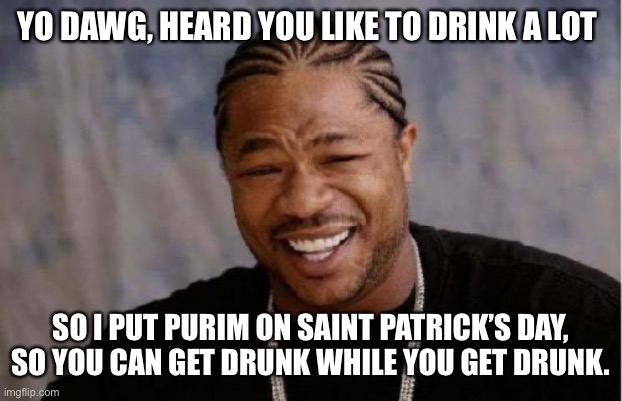 YO DAWG, HEARD YOU LIKE TO DRINK A LOT
SO I PUT PURIM ON SAINT PATRICK’S DAY,
SO YOU CAN GET DRUNK WHILE YOU GET DRUNK.
imgflip.com